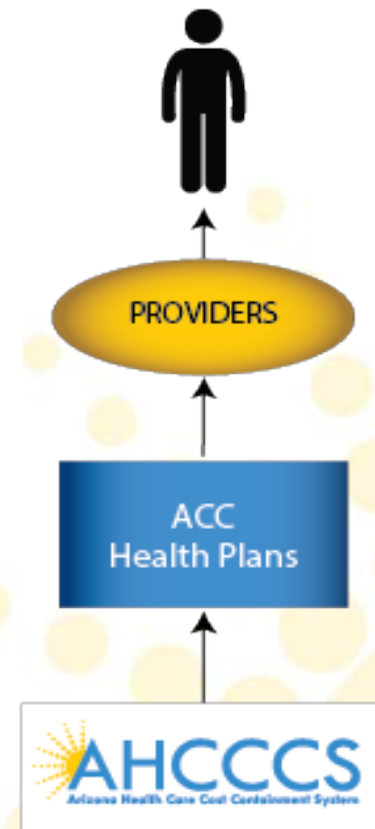 PROVIDERS
ACC
Health Plans
AHCCCS
Arizona Health Care Cost Containment System